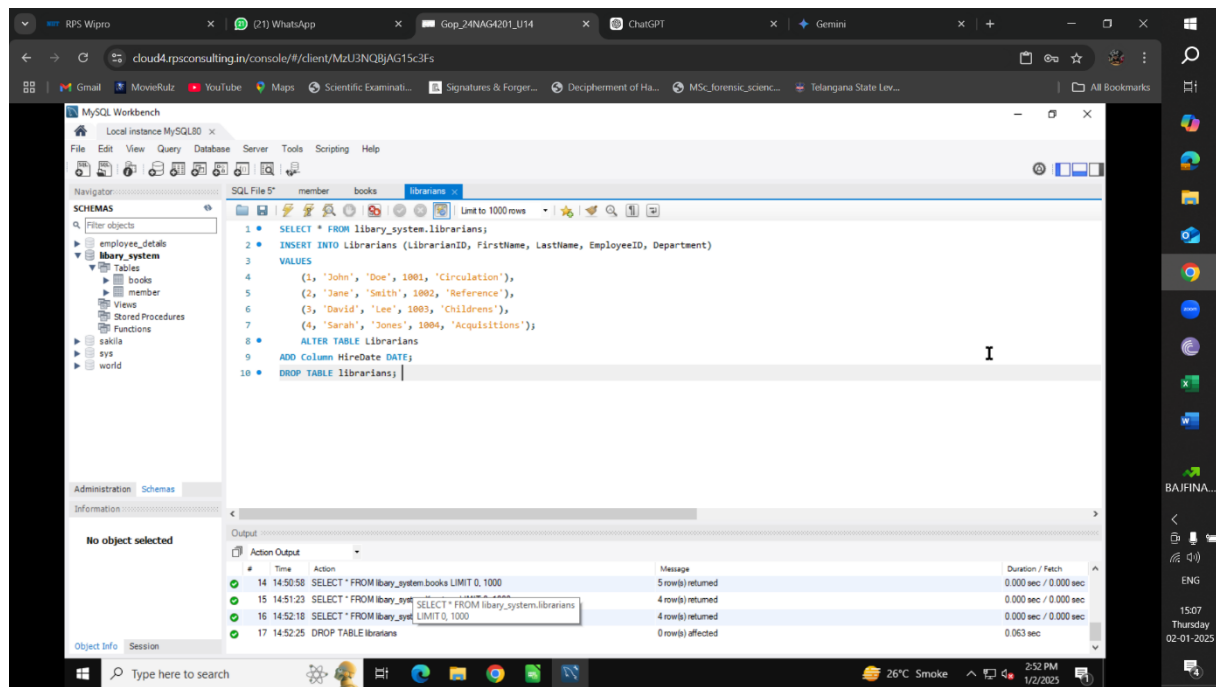 RPS Wipro
(21) WhatsApp
Gop_24NAG4201_U14
ChatGPT
Gemini
cloud4.rpsconsulting.in/console/#/client/MzU3NQBjAG15c3Fs
Gmail
MovieRulz
YouTube
Maps
Scientific Examinati...
Signatures & Forger...
Decipherment of Ha...
MSc_forensic_scienc...
Telangana State Lev...
All Bookmarks
MySQL Workbench
Local instance MySQL80
File Edit View Query Database Server Tools Scripting Help
Navigator
SCHEMAS
Filter objects
employee_details
libary_system
Tables
books
member
Views
Stored Procedures
Functions
sakila
sys
world
Administration Schemas
Information
No object selected
Object Info Session
SQL File 5* member books librarians
Limit to 1000 rows
1 SELECT * FROM libary_system.librarians;
2 INSERT INTO Librarians (LibrarianID, FirstName, LastName, EmployeeID, Department)
3 VALUES
4 (1, 'John', 'Doe', 1001, 'Circulation'),
5 (2, 'Jane', 'Smith', 1002, 'Reference'),
6 (3, 'David', 'Lee', 1003, 'Childrens'),
7 (4, 'Sarah', 'Jones', 1004, 'Acquisitions');
8 ALTER TABLE Librarians
9 ADD Column HireDate DATE;
10 DROP TABLE librarians;
Output
Action Output
# Time Action Message Duration / Fetch
14 14:50:58 SELECT * FROM libary_system.books LIMIT 0, 1000 5 row(s) returned 0.000 sec / 0.000 sec
15 14:51:23 SELECT * FROM libary_syst 4 row(s) returned 0.000 sec / 0.000 sec
16 14:52:18 SELECT * FROM libary_syst 4 row(s) returned 0.000 sec / 0.000 sec
17 14:52:25 DROP TABLE librarians 0 row(s) affected 0.063 sec
SELECT * FROM libary_system.librarians
LIMIT 0, 1000
Type here to search
26°C Smoke
2:52 PM
1/2/2025
zoom
BAJFINA...
ENG
15:07
Thursday
02-01-2025